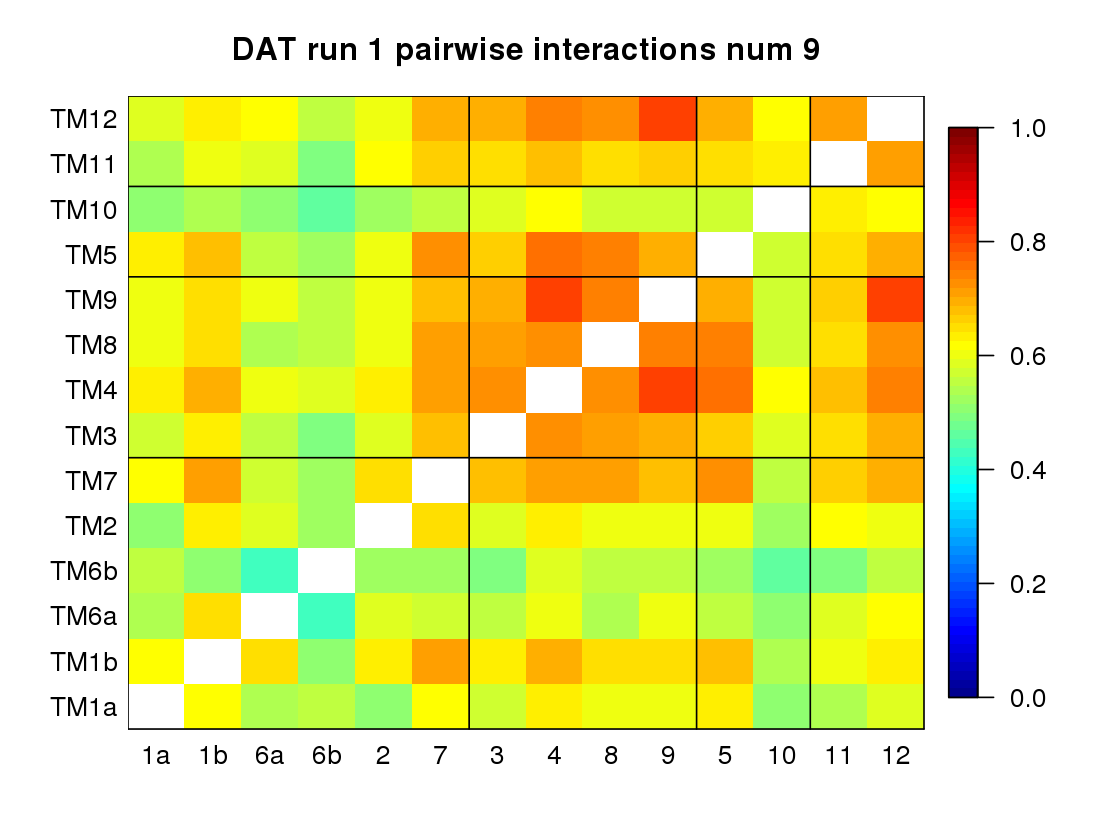 DAT run 1 pairwise interactions num 9
TM12
TM11
TM10
TM5
TM9
TM8
TM4
TM3
TM7
TM2
TM6b
TM6a
TM1b
TM1a
1a 1b 6a 6b 2 7 3 4 8 9 5 10 11 12
1.0
0.8
0.6
0.4
0.2
0.0